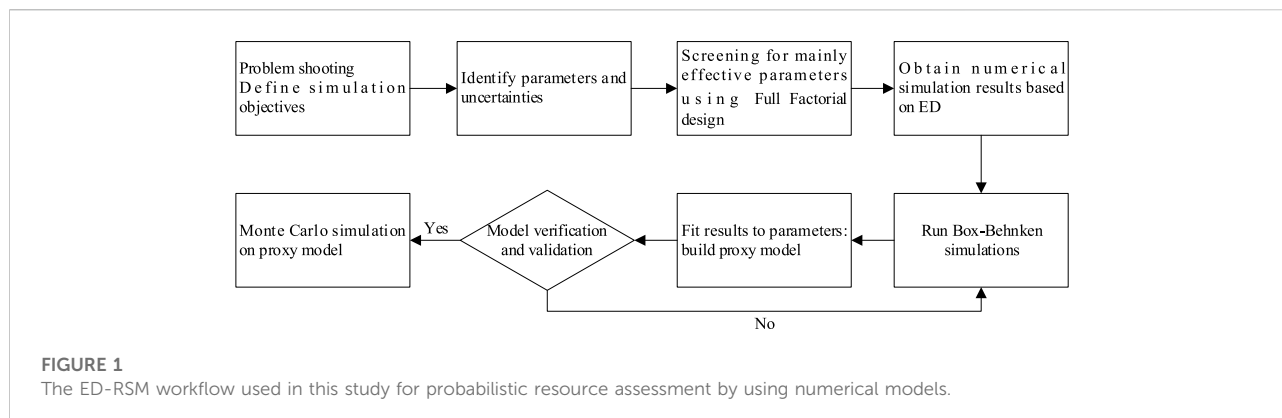 Problem shooting
Define simulation
objectives
Identify parameters and
uncertainties
Screening for mainly
effective parameters
using Full Factorial
design
Obtain numerical
simulation results based
on ED
Monte Carlo simulation
on proxy model
Yes
Model verification
and validation
Fit results to parameters:
build proxy model
Run Box-Behnken
simulations
No
FIGURE 1
The ED-RSM workflow used in this study for probabilistic resource assessment by using numerical models.